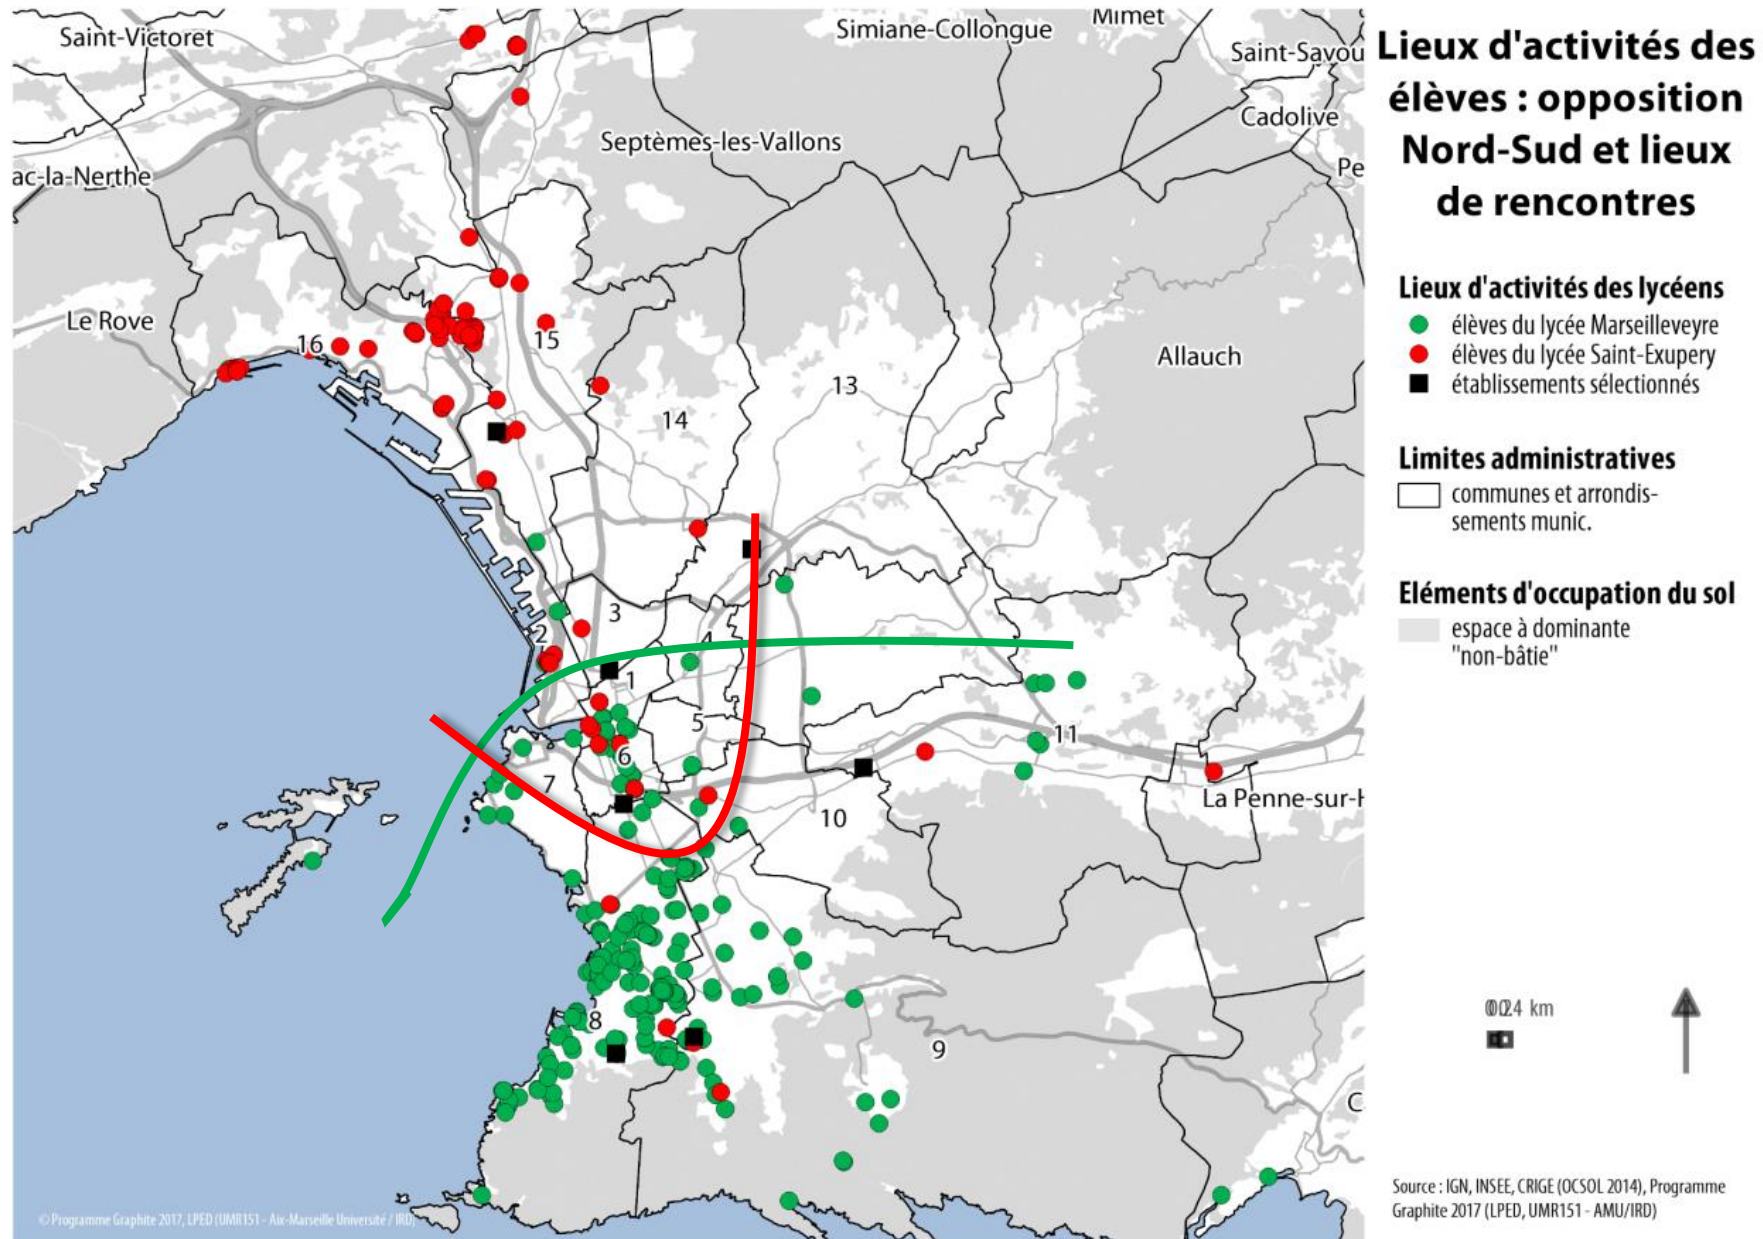 Lieux d'activités des
élèves : opposition
Nord-Sud et lieux
de rencontres
Lieux d'activités des lycéens
élèves du lycée Marseilleveyre
élèves du lycée Saint-Exupery
établissements sélectionnés
Limites administratives
communes et arrondis-
sements munic.
Eléments d'occupation du sol
espace à dominante
"non-bâtie"
km
Source : IGN, INSEE, CRIGE (OCSOL 2014), Programme
Graphite 2017 (LPED, UMR151 - AMU/IRD)
Saint-Victoret
Simiane-Collongue
Mimet
Saint-Savou
Cadolive
Septèmes-les-Vallons
Pe
ac-la-Nerthe
Le Rove
16
15
Allauch
13
14
3
2
4
1
5
11
6
7
La Penne-sur-H
10
8
9
C
© Programme Graphite 2017, LPED (UMR151 - Aix-Marseille Université / IRD)